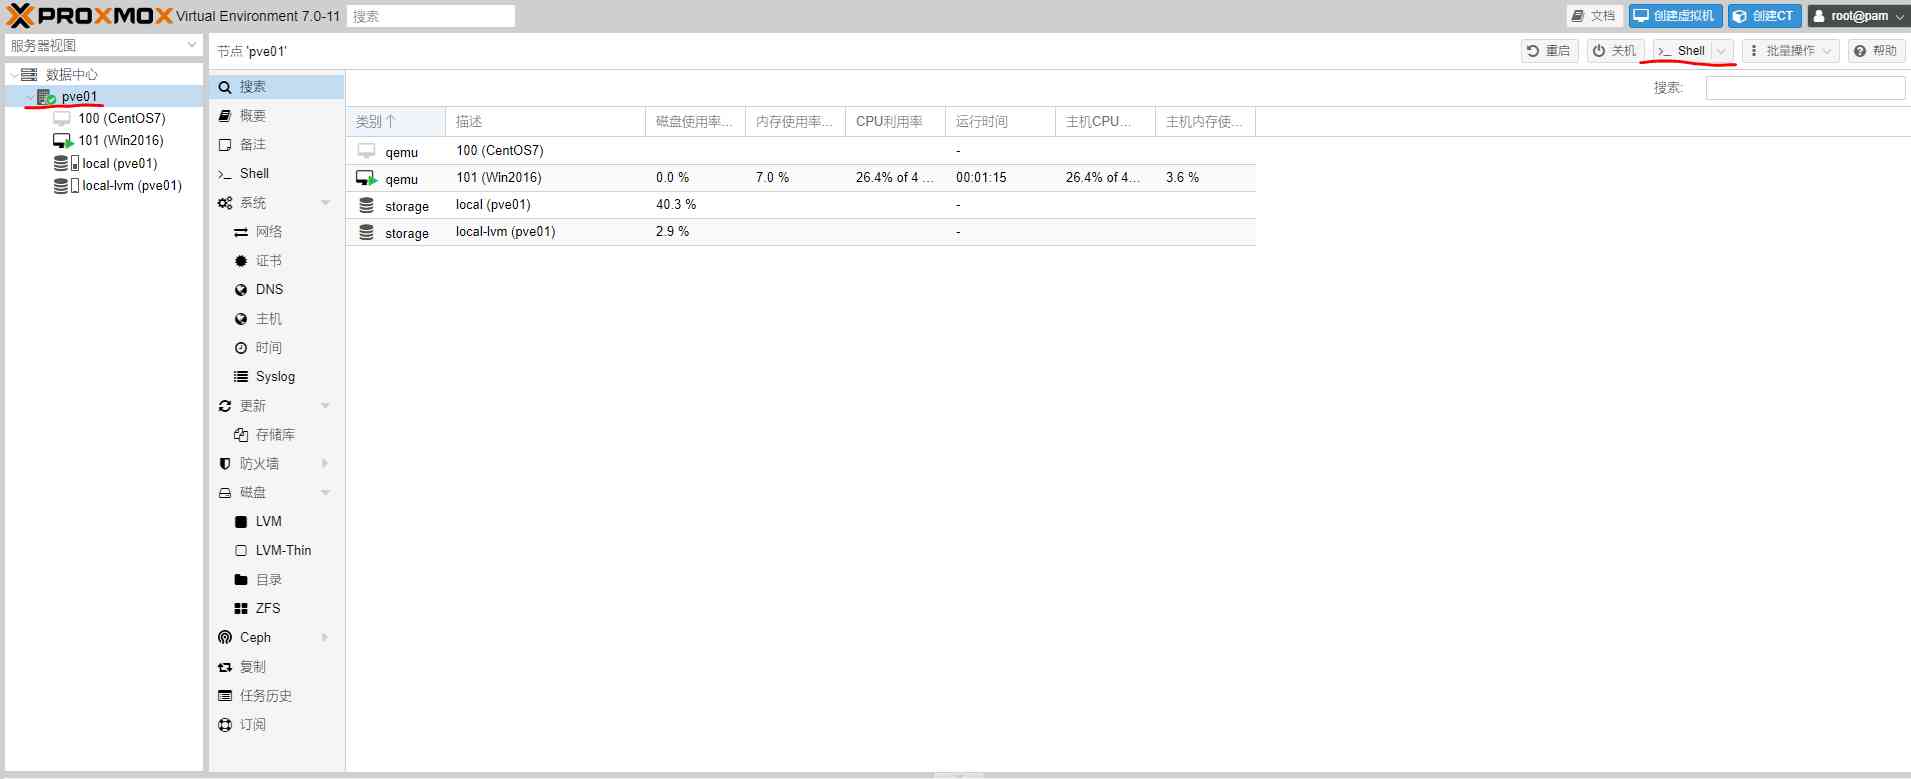 PROXMOX Virtual Environment 7.0-11 搜索 文档 创建虚拟机 创建CT root@pam
服务器视图
节点 'pve01' 重启 关机 >_ Shell 批量操作 帮助
数据中心
pve01
100 (CentOS7)
101 (Win2016)
local (pve01)
local-lvm (pve01)
搜索
概要
备注
>_ Shell
系统
网络
证书
DNS
主机
时间
Syslog
更新
存储库
防火墙
磁盘
LVM
LVM-Thin
目录
ZFS
Ceph
复制
任务历史
订阅
搜索:
类别↑ 描述 磁盘使用率... 内存使用率... CPU利用率 运行时间 主机CPU... 主机内存使...
qemu 100 (CentOS7) -
qemu 101 (Win2016) 0.0 % 7.0 % 26.4% of 4 ... 00:01:15 26.4% of 4... 3.6 %
storage local (pve01) 40.3 % -
storage local-lvm (pve01) 2.9 % -